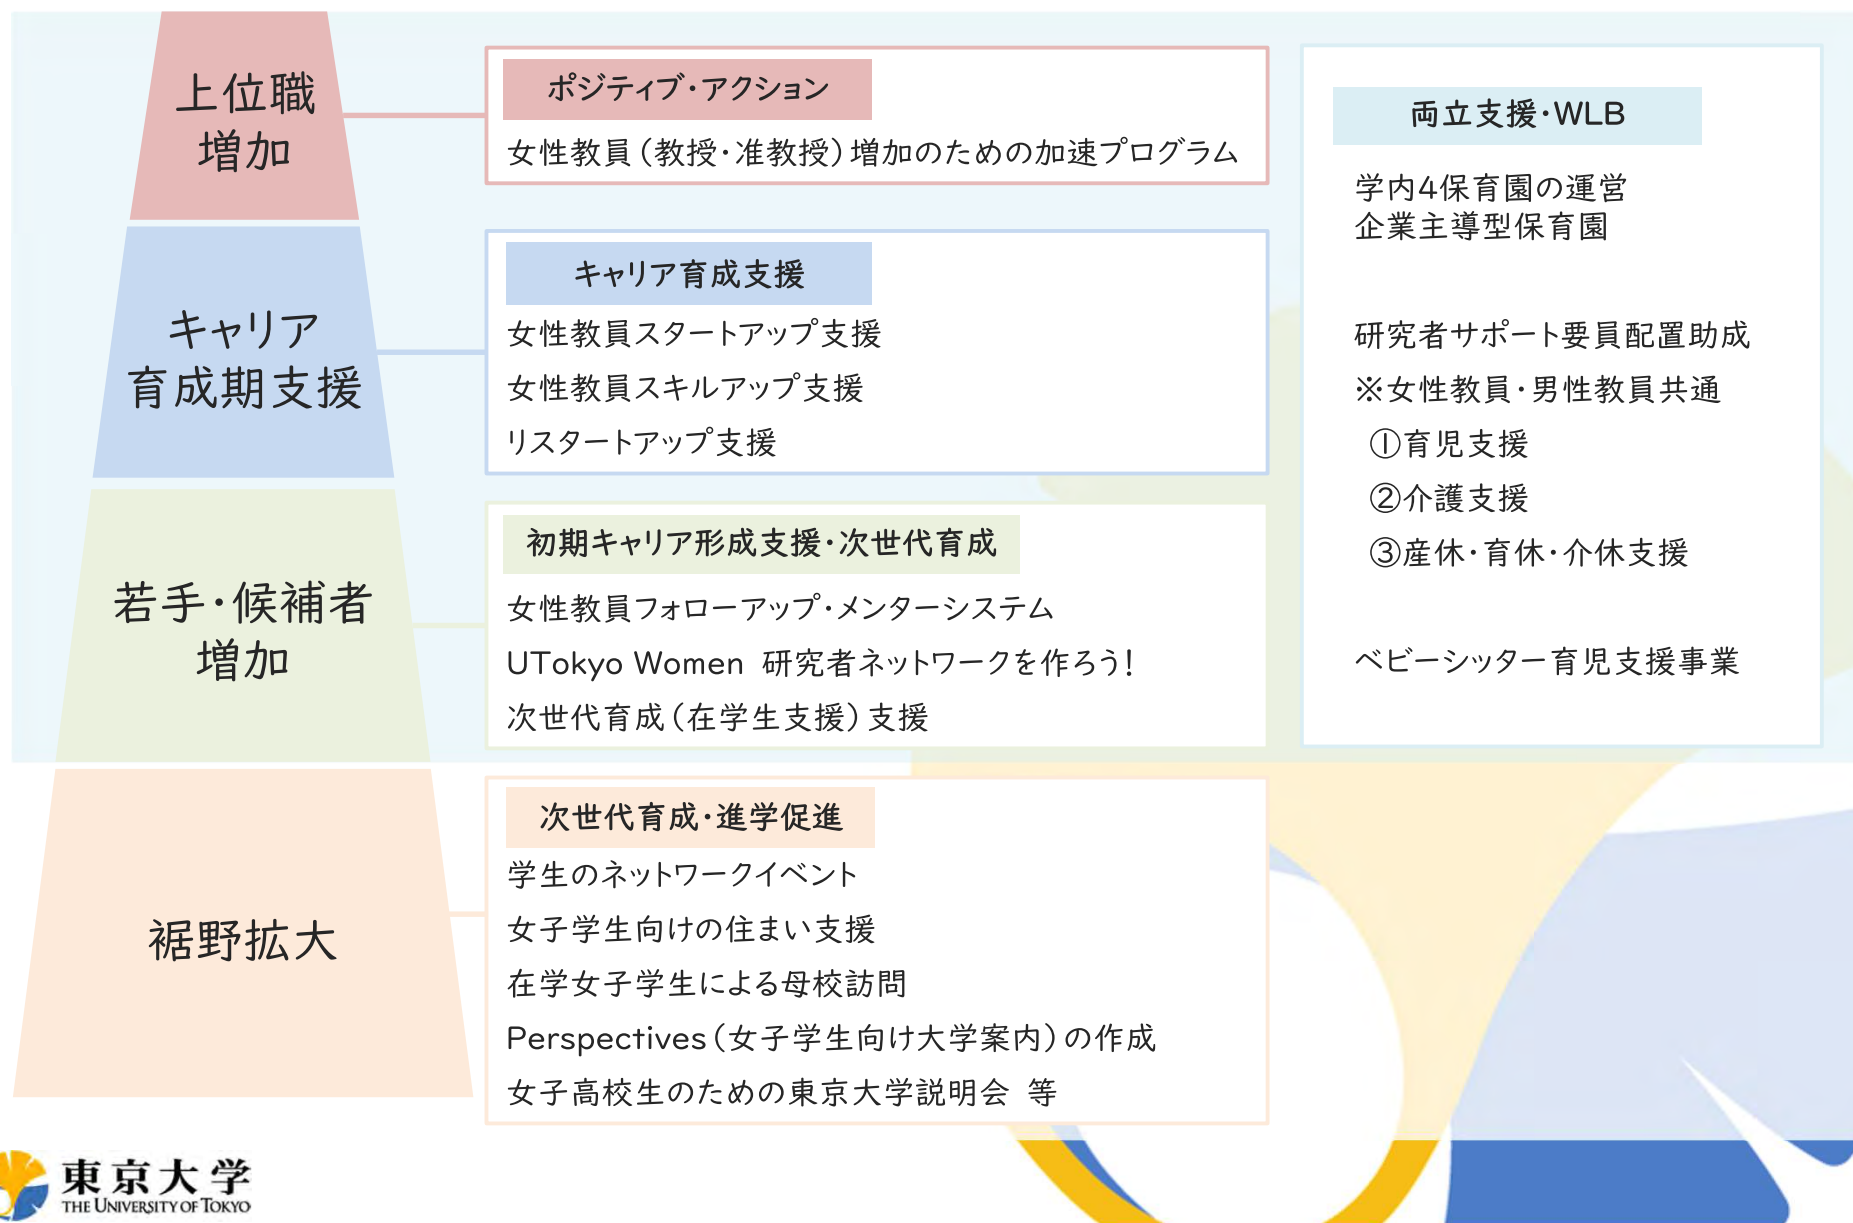 上位職
増加
ポジティブ・アクション
女性教員(教授・准教授)増加のための加速プログラム
キャリア
育成期支援
キャリア育成支援
女性教員スタートアップ支援
女性教員スキルアップ支援
リスタートアップ支援
若手・候補者
増加
初期キャリア形成支援・次世代育成
女性教員フォローアップ・メンターシステム
UTokyo Women 研究者ネットワークを作ろう!
次世代育成(在学生支援)支援
裾野拡大
次世代育成・進学促進
学生のネットワークイベント
女子学生向けの住まい支援
在学女子学生による母校訪問
Perspectives(女子学生向け大学案内)の作成
女子高校生のための東京大学説明会 等
両立支援・WLB
学内4保育園の運営
企業主導型保育園
研究者サポート要員配置助成
※女性教員・男性教員共通
①育児支援
②介護支援
③産休・育休・介休支援
ベビーシッター育児支援事業
東京大学
THE UNIVERSITY OF TOKYO